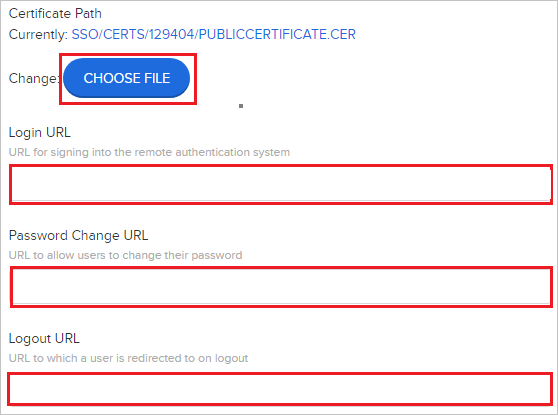 Certificate Path
Currently: SSO/CERTS/129404/PUBLICCERTIFICATE.CER
Change: CHOOSE FILE
Login URL
URL for signing into the remote authentication system
Password Change URL
URL to allow users to change their password
Logout URL
URL to which a user is redirected to on logout